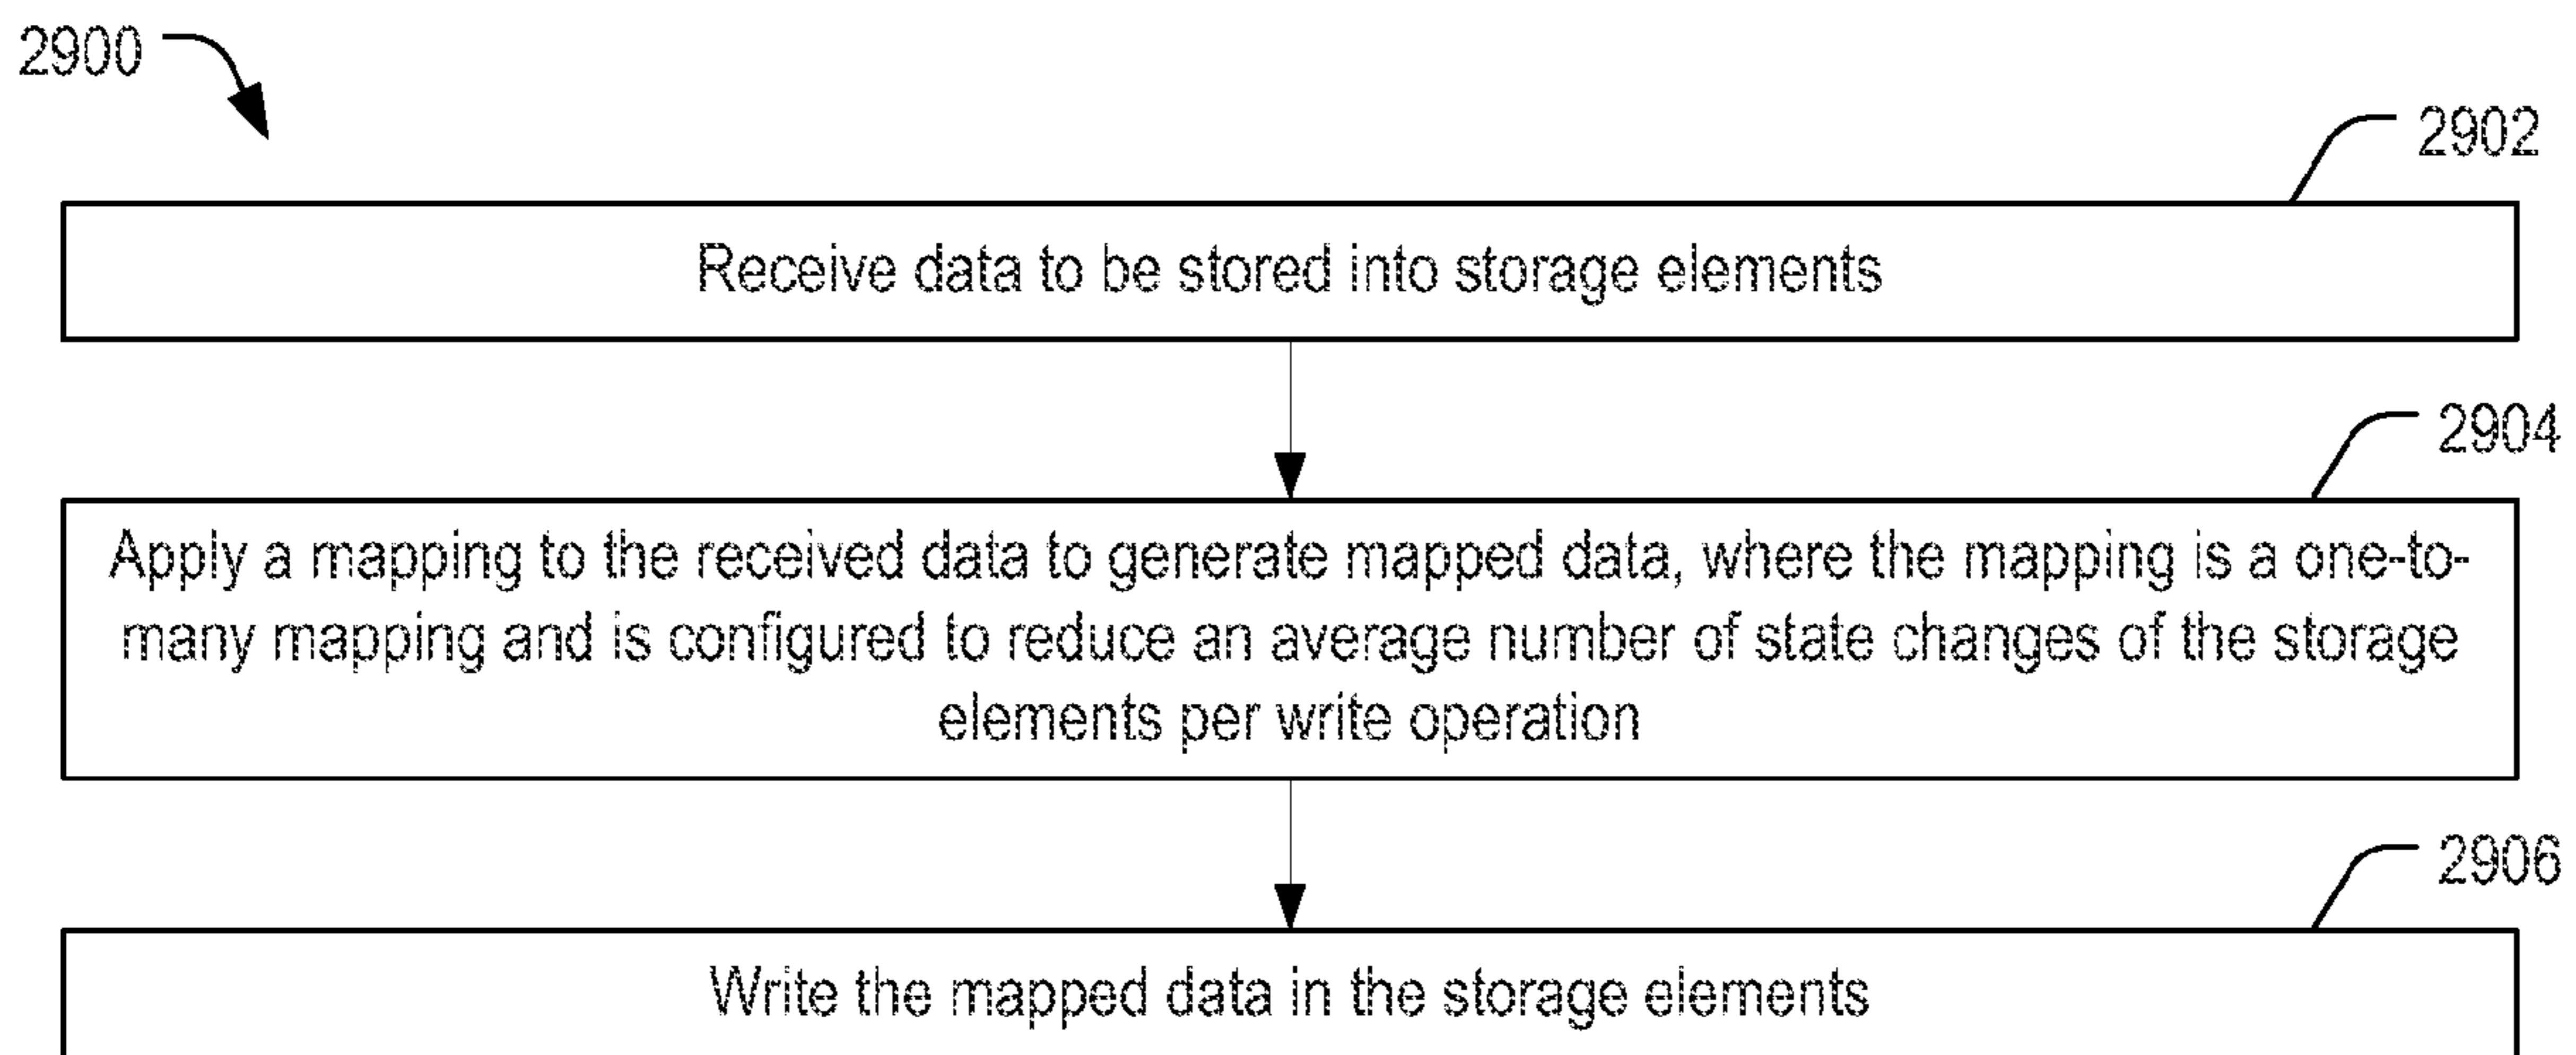 2900
2902
Receive data to be stored into storage elements
2904
Apply a mapping to the received data to generate mapped data, where the mapping is a one-to-
many mapping and is configured to reduce an average number of state changes of the storage
elements per write operation
2906
Write the mapped data in the storage elements